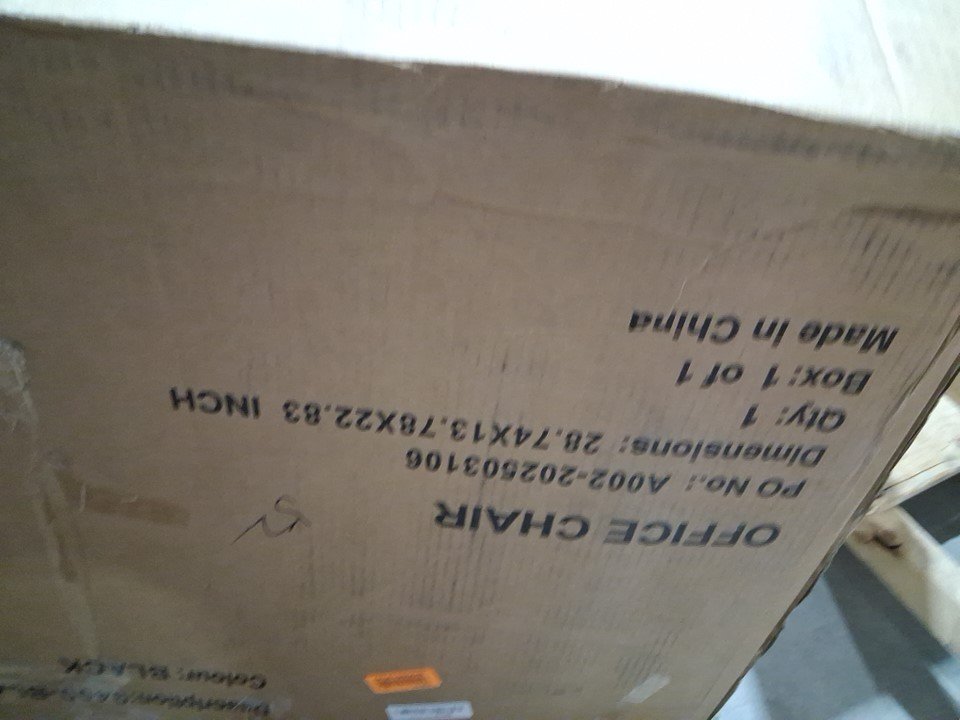 Colour: BLACK
OFFICE CHAIR
PO No.: A002-202503106
Dimensions: 28.74X13.78X22.83 INCH
Qty: 1
Box: 1 of 1
Made in China